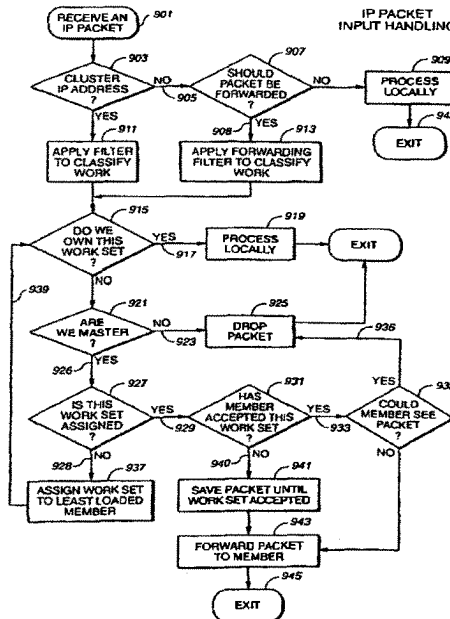 IP PACKET
INPUT HANDLING
RECEIVE AN
IP PACKET
901
903
CLUSTER
IP ADDRESS
?
NO
905
YES
907
SHOULD
PACKET BE
FORWARDED
?
NO
908
YES
909
PROCESS
LOCALLY
EXIT
911
APPLY FILTER
TO CLASSIFY
WORK
913
APPLY FORWARDING
FILTER TO CLASSIFY
WORK
915
DO WE
OWN THIS
WORK SET
?
YES
917
NO
919
PROCESS
LOCALLY
EXIT
939
921
ARE
WE MASTER
?
NO
923
926
YES
925
DROP
PACKET
936
927
IS THIS
WORK SET
ASSIGNED
?
YES
929
928
NO
931
HAS
MEMBER
ACCEPTED THIS
WORK SET
?
YES
933
940
NO
YES
COULD
MEMBER SEE
PACKET
?
NO
937
ASSIGN WORK SET
TO LEAST LOADED
MEMBER
941
SAVE PACKET UNTIL
WORK SET ACCEPTED
943
FORWARD PACKET
TO MEMBER
945
EXIT